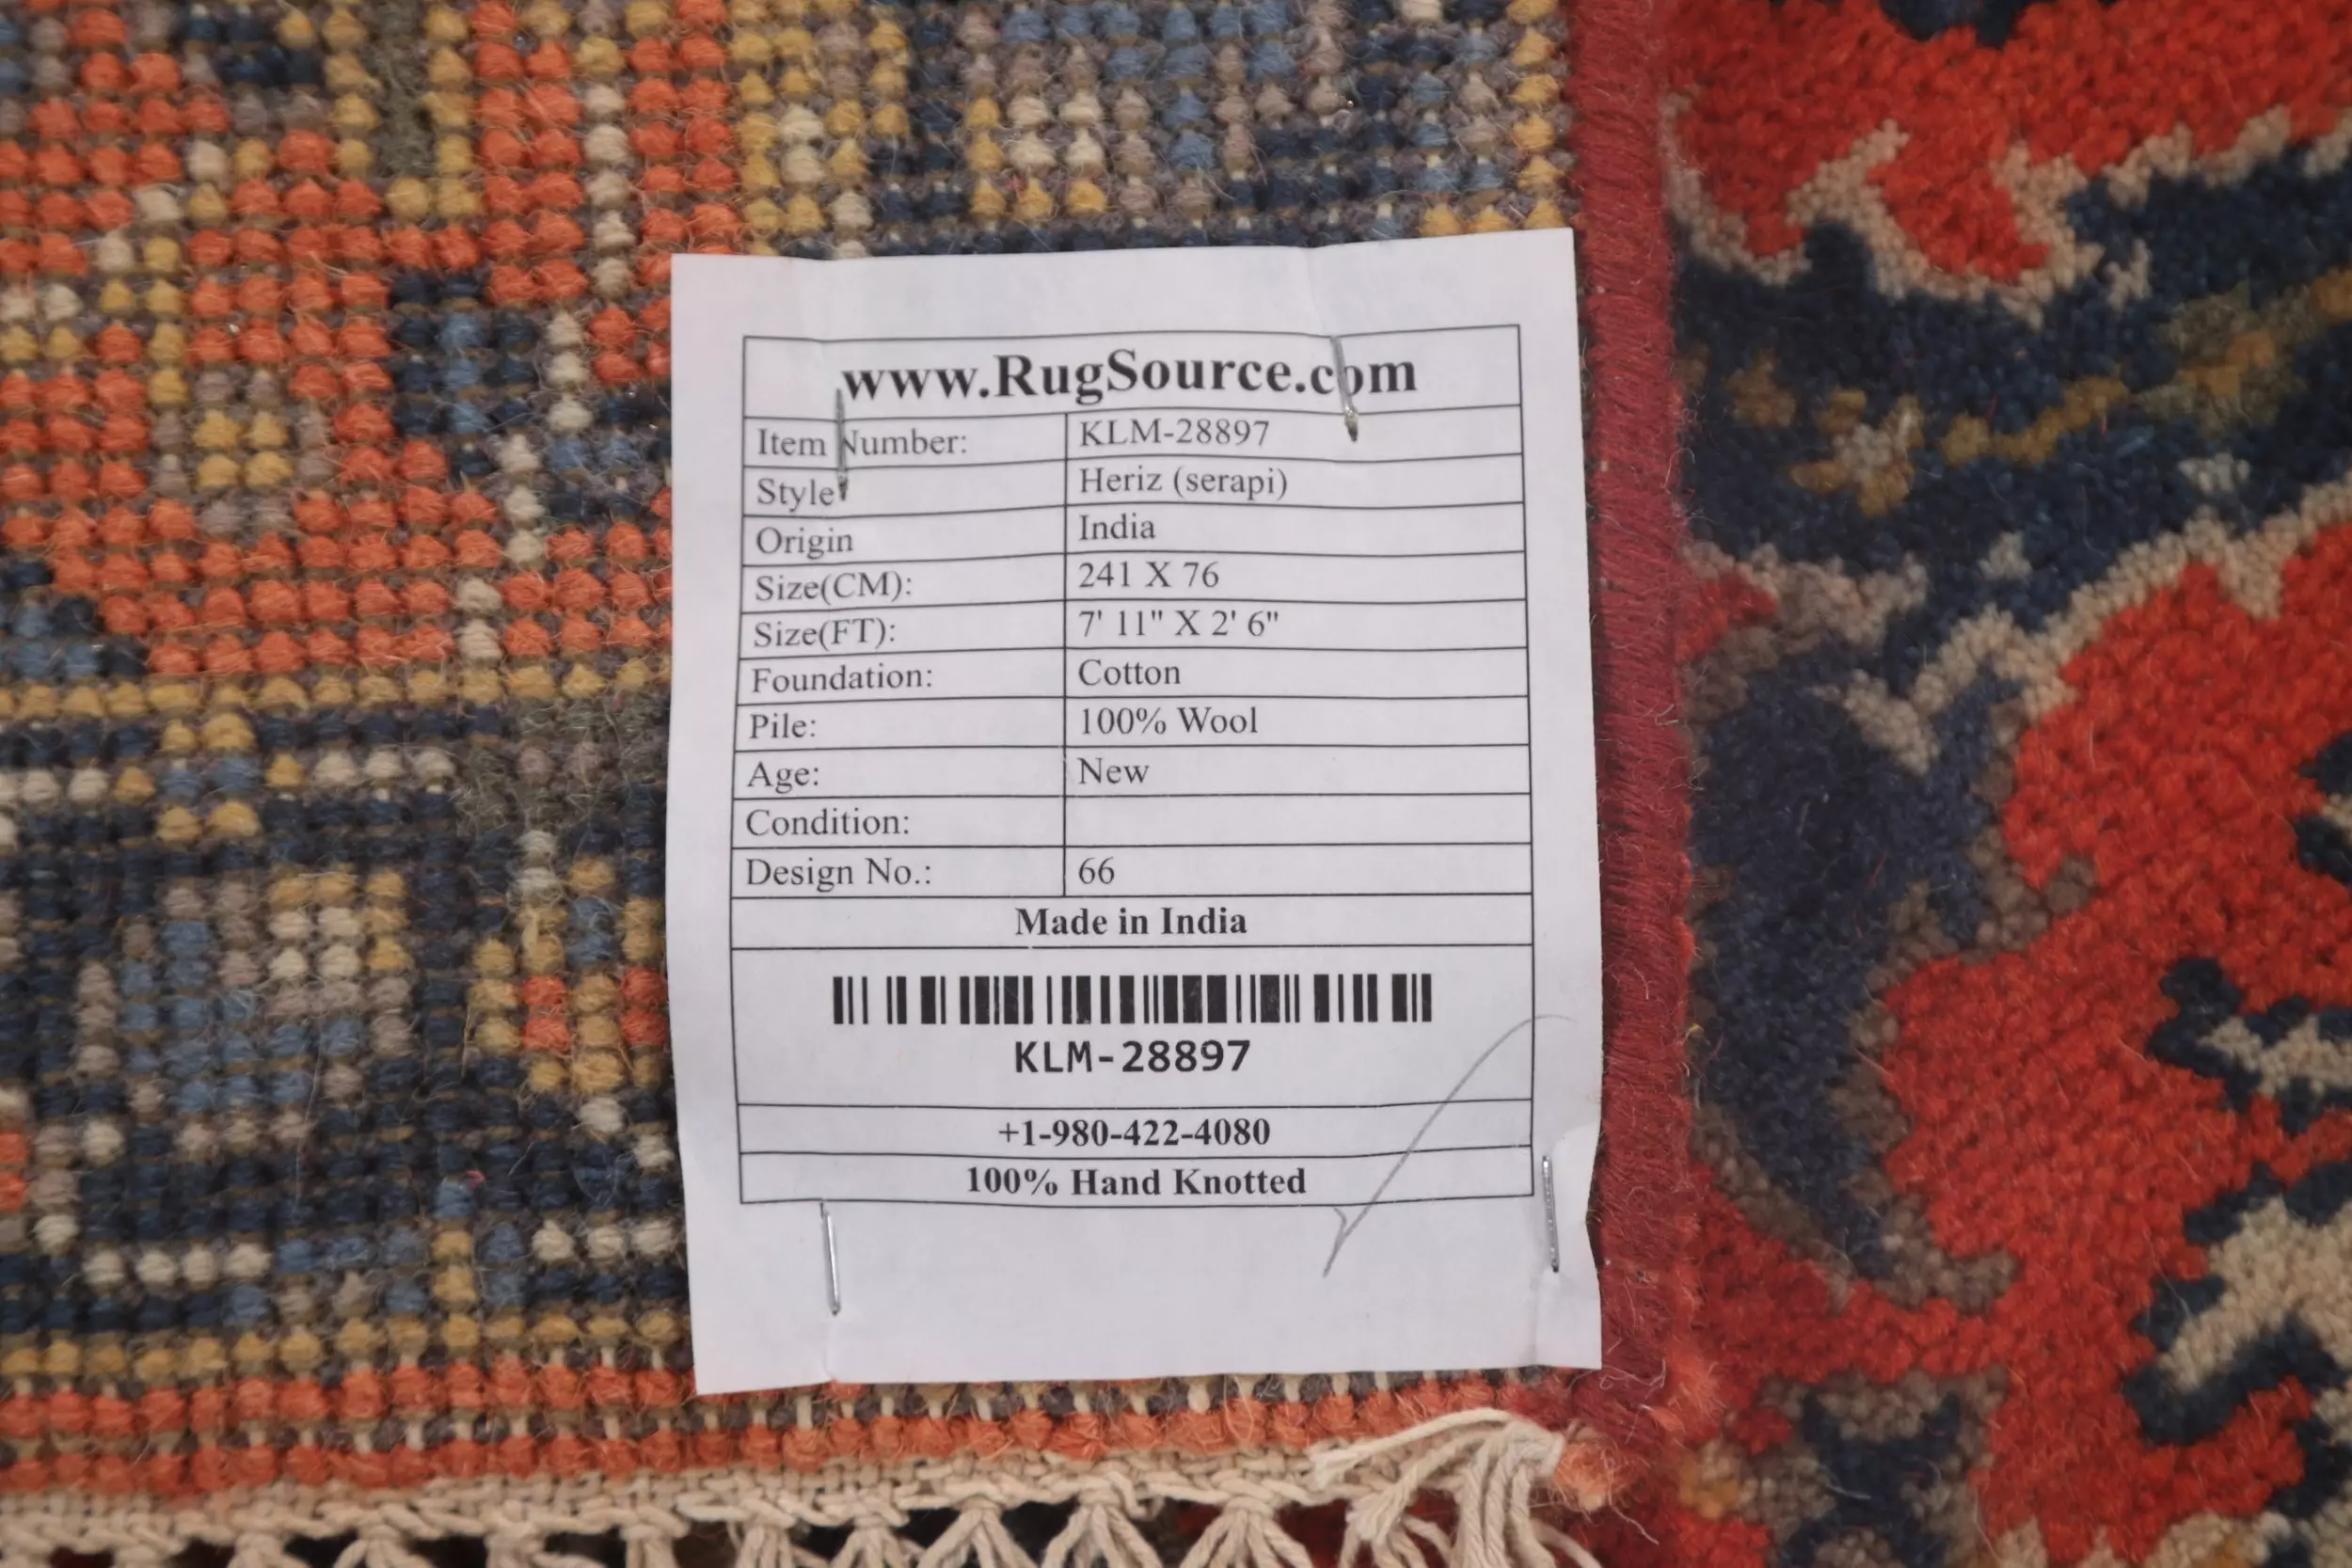 www.RugSource.com
Item Number: KLM-28897
Style Heriz (serapi)
Origin India
Size(CM): 241 X 76
Size(FT): 7' 11" X 2' 6"
Foundation: Cotton
Pile: 100% Wool
Age: New
Condition:
Design No.: 66
Made in India
KLM-28897
+1-980-422-4080
100% Hand Knotted